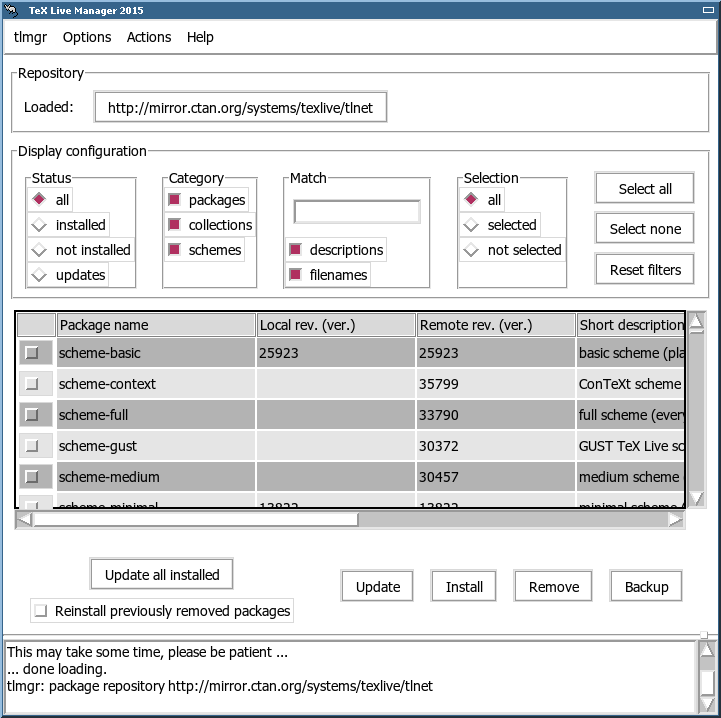 TeX Live Manager 2015
tlmgr Options Actions Help
Repository
Loaded: http://mirror.ctan.org/systems/texlive/tlnet
Display configuration
Status Category Match Selection
all packages all Select all
installed collections selected Select none
not installed schemes descriptions not selected
updates filenames Reset filters
Package name Local rev. (ver.) Remote rev. (ver.) Short description
scheme-basic 25923 25923 basic scheme (pla
scheme-context 35799 ConTeXt scheme
scheme-full 33790 full scheme (ever
scheme-gust 30372 GUST TeX Live sc
scheme-medium 30457 medium scheme
scheme-minimal 13822 13822 minimal scheme (
Update all installed Update Install Remove Backup
Reinstall previously removed packages
This may take some time, please be patient ...
... done loading.
tlmgr: package repository http://mirror.ctan.org/systems/texlive/tlnet